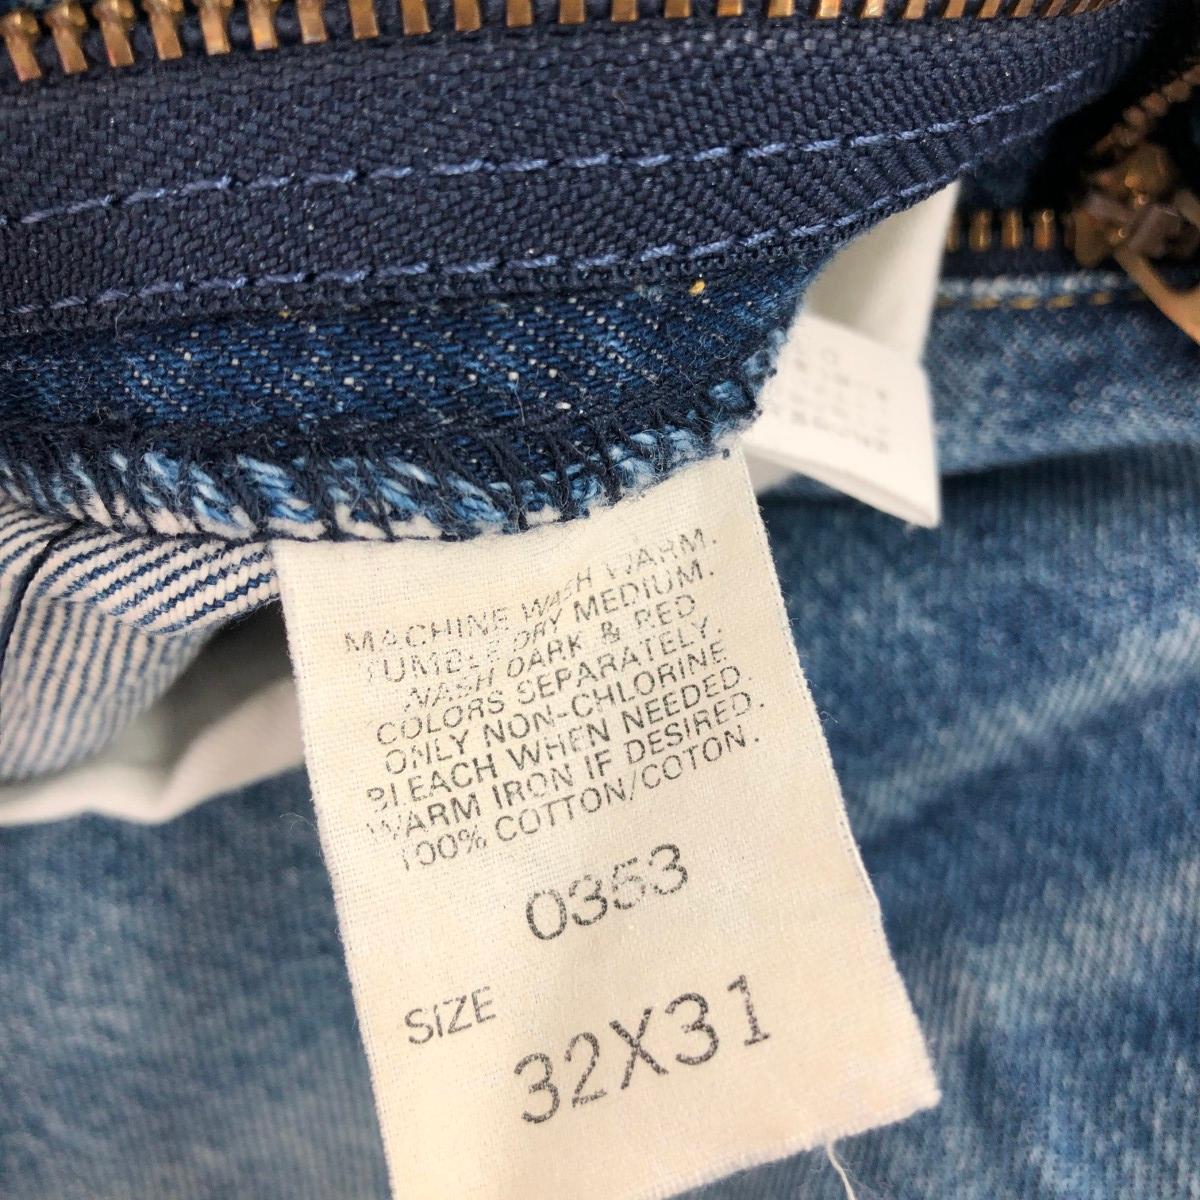 MACHINE WASH WARM.
TUMBLE DRY MEDIUM.
WASH DARK & RED
COLORS SEPARATELY.
ONLY NON-CHLORINE
BLEACH WHEN NEEDED.
WARM IRON IF DESIRED.
100% COTTON/COTON.
0353
SIZE
32X31